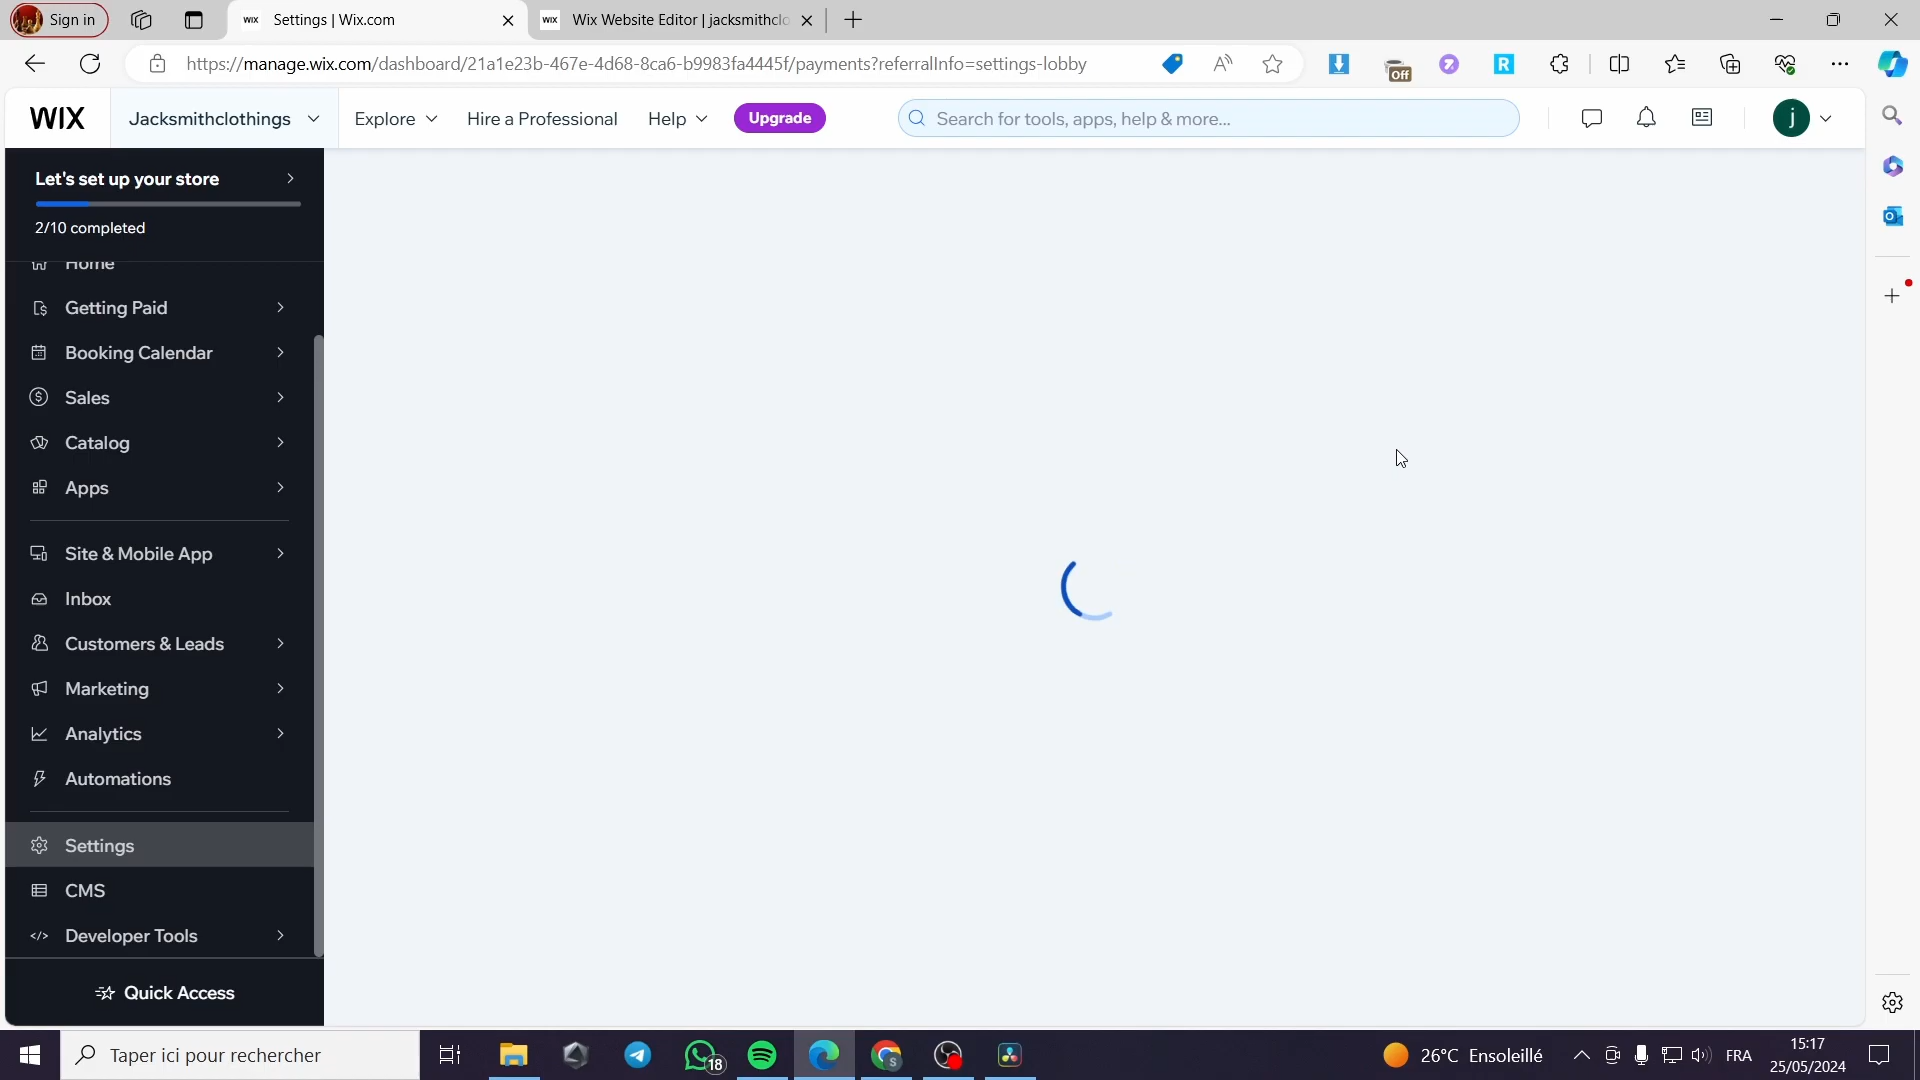 Sign in
WIX Settings | Wix.com
WIX Wix Website Editor | jacksmithclo
https://manage.wix.com/dashboard/21a1e23b-467e-4d68-8ca6-b9983fa4445f/payments?referralInfo=settings-lobby
Off
R
WIX
Jacksmithclothings
Explore
Hire a Professional
Help
Upgrade
Search for tools, apps, help & more...
j
Let's set up your store
2/10 completed
Home
Getting Paid
Booking Calendar
Sales
Catalog
Apps
Site & Mobile App
Inbox
Customers & Leads
Marketing
Analytics
Automations
Settings
CMS
Developer Tools
Quick Access
Taper ici pour rechercher
18
S
26°C Ensoleillé
FRA
15:17
25/05/2024